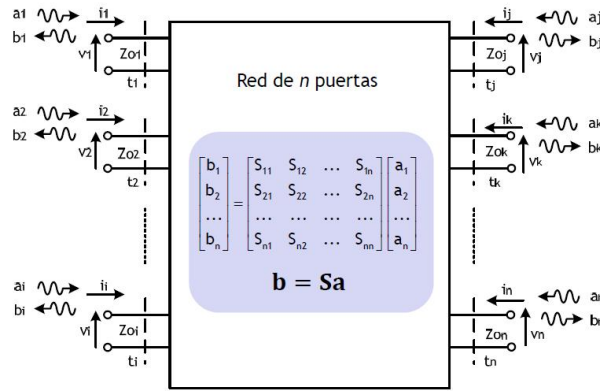 a1 i1
b1
v1 Zo1
t1
a2 i2
b2
v2 Zo2
t2
ai ii
bi
vi Zoi
ti
Red de n puertas
[b1] = [S11 S12 ... S1n] [a1]
[b2] [S21 S22 ... S2n] [a2]
[...] [... ... ... ...] [...]
[bn] [Sn1 Sn2 ... Snn] [an]
b = Sa
ij aj
bj
Zoj vj
tj
ik ak
bk
Zok vk
tk
in
Zon vn
tn